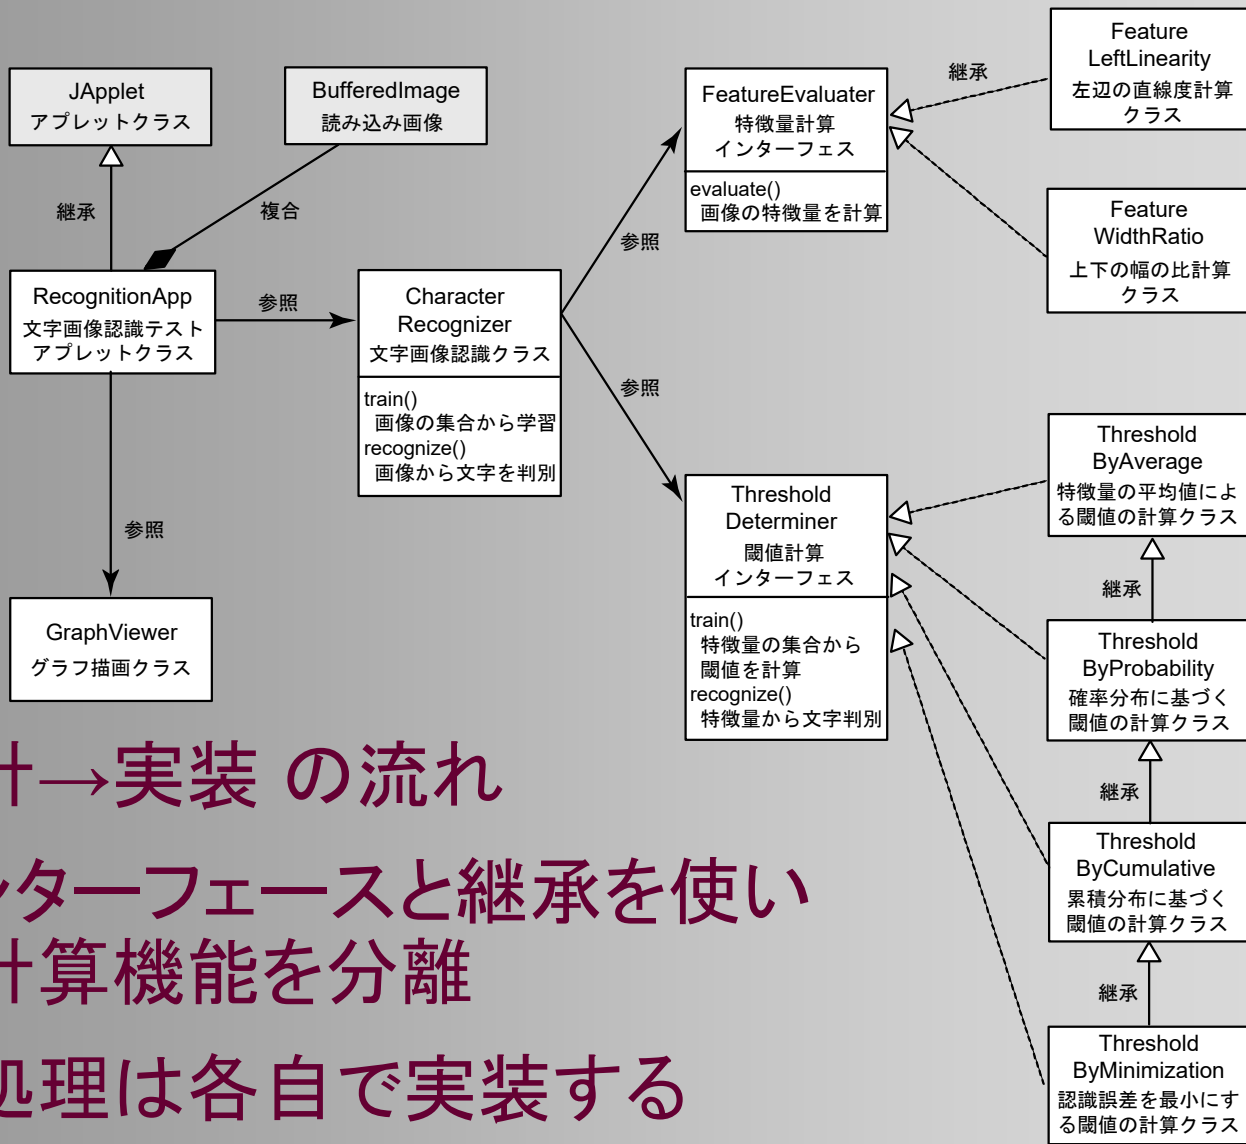 JApplet
アプレットクラス
BufferedImage
読み込み画像
継承
複合
RecognitionApp
文字画像認識テスト
アプレットクラス
参照
Character
Recognizer
文字画像認識クラス
train()
画像の集合から学習
recognize()
画像から文字を判別
参照
GraphViewer
グラフ描画クラス
参照
参照
FeatureEvaluater
特徴量計算
インターフェス
evaluate()
画像の特徴量を計算
継承
Feature
LeftLinearity
左辺の直線度計算
クラス
Feature
WidthRatio
上下の幅の比計算
クラス
Threshold
Determiner
閾値計算
インターフェス
train()
特徴量の集合から
閾値を計算
recognize()
特徴量から文字判別
Threshold
ByAverage
特徴量の平均値によ
る閾値の計算クラス
継承
Threshold
ByProbability
確率分布に基づく
閾値の計算クラス
継承
Threshold
ByCumulative
累積分布に基づく
閾値の計算クラス
継承
Threshold
ByMinimization
認識誤差を最小にす
る閾値の計算クラス
計→実装 の流れ
ンターフェースと継承を使い
計算機能を分離
処理は各自で実装する